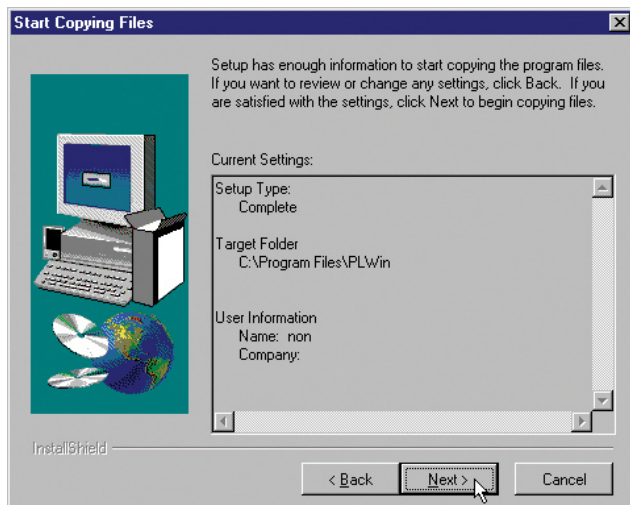 Start Copying Files
Setup has enough information to start copying the program files.
If you want to review or change any settings, click Back. If you
are satisfied with the settings, click Next to begin copying files.
Current Settings:
Setup Type:
Complete
Target Folder
C:\Program Files\PLWin
User Information
Name: non
Company:
InstallShield
< Back
Next >
Cancel